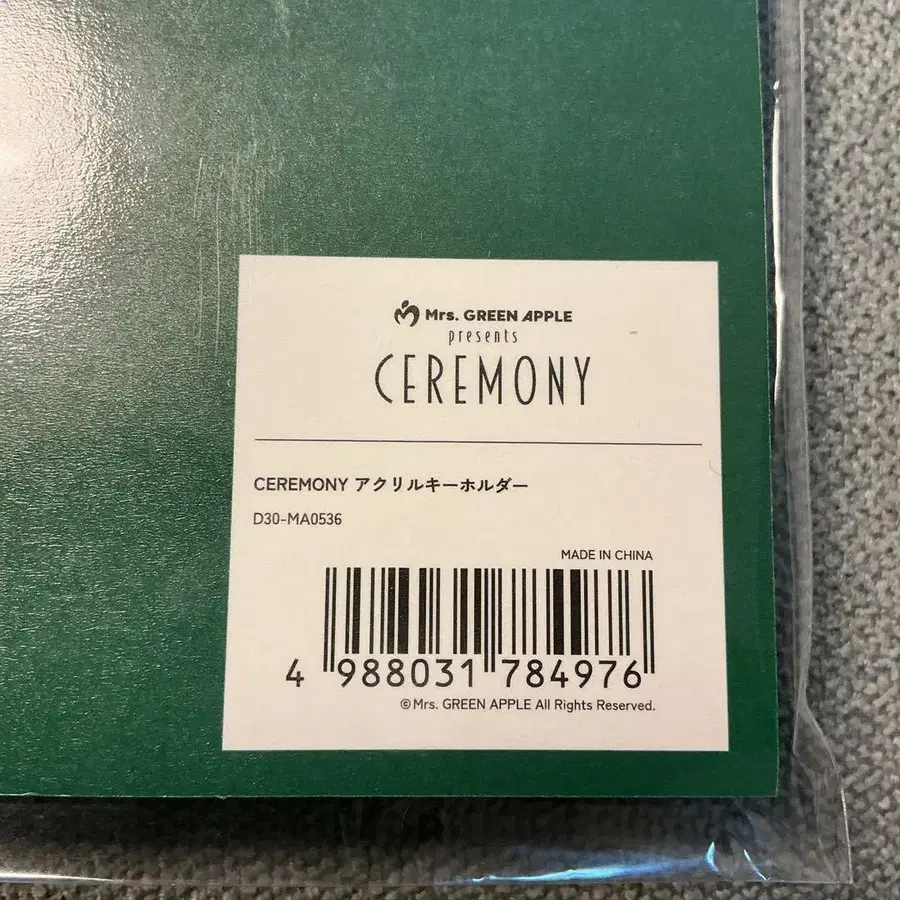 Mrs. GREEN APPLE
presents
CEREMONY
CEREMONY アクリルキーホルダー
D30-MA0536
MADE IN CHINA
4 988031 784976
©Mrs. GREEN APPLE All Rights Reserved.